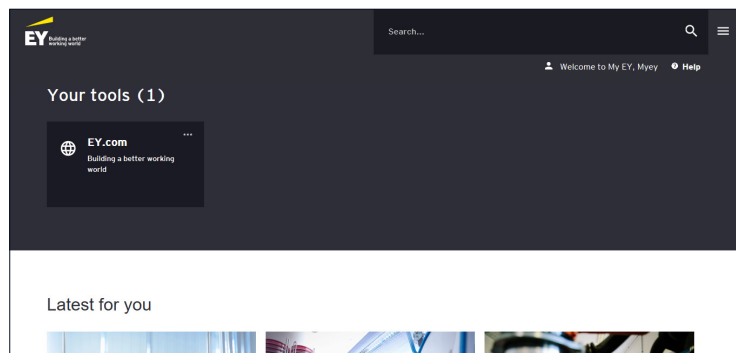 Search...
EY
Building a better
working world
Welcome to My EY, Myey
Help
Your tools (1)
EY.com
Building a better working
world
Latest for you